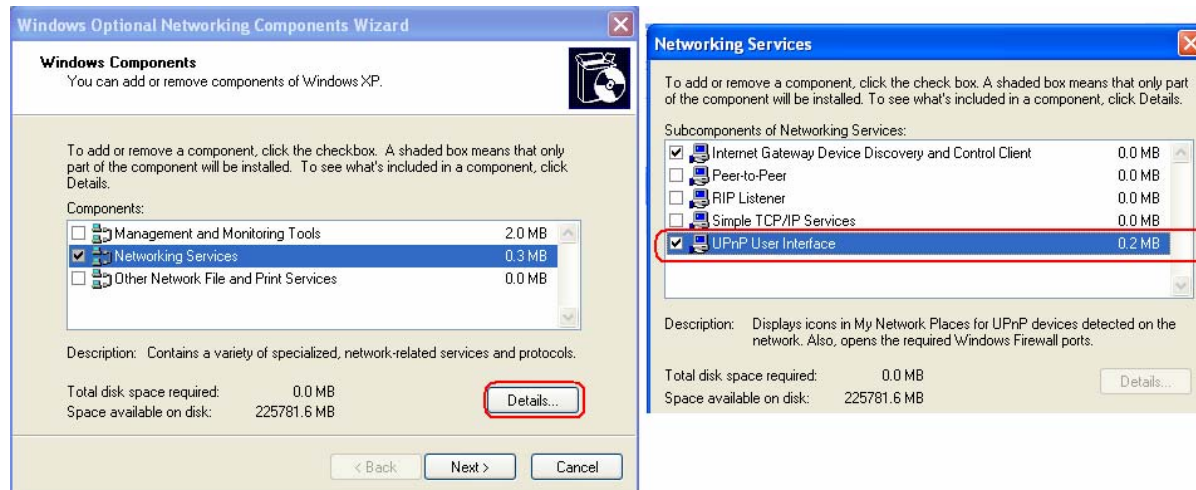 Windows Optional Networking Components Wizard
Windows Components
You can add or remove components of Windows XP.
To add or remove a component, click the checkbox. A shaded box means that only
part of the component will be installed. To see what's included in a component, click
Details.
Components:
Management and Monitoring Tools 2.0 MB
Networking Services 0.3 MB
Other Network File and Print Services 0.0 MB
Description: Contains a variety of specialized, network-related services and protocols.
Total disk space required: 0.0 MB
Space available on disk: 225781.6 MB
Details...
< Back Next > Cancel
Networking Services
To add or remove a component, click the check box. A shaded box means that only part
of the component will be installed. To see what's included in a component, click Details.
Subcomponents of Networking Services:
Internet Gateway Device Discovery and Control Client 0.0 MB
Peer-to-Peer 0.0 MB
RIP Listener 0.0 MB
Simple TCP/IP Services 0.0 MB
UPnP User Interface 0.2 MB
Description: Displays icons in My Network Places for UPnP devices detected on the
network. Also, opens the required Windows Firewall ports.
Total disk space required: 0.0 MB
Space available on disk: 225781.6 MB
Details...